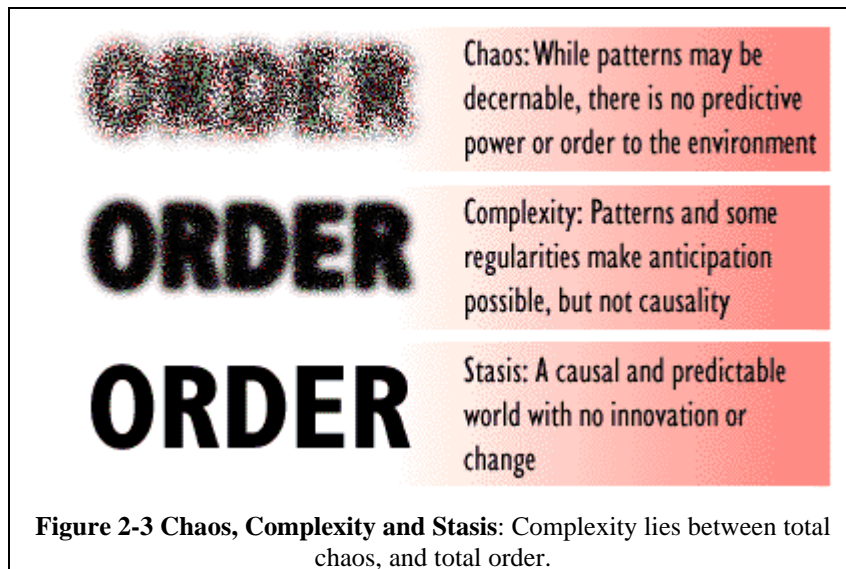 ORDER
Chaos: While patterns may be
decernable, there is no predictive
power or order to the environment
ORDER
Complexity: Patterns and some
regularities make anticipation
possible, but not causality
ORDER
Stasis: A causal and predictable
world with no innovation or
change
Figure 2-3 Chaos, Complexity and Stasis: Complexity lies between total
chaos, and total order.